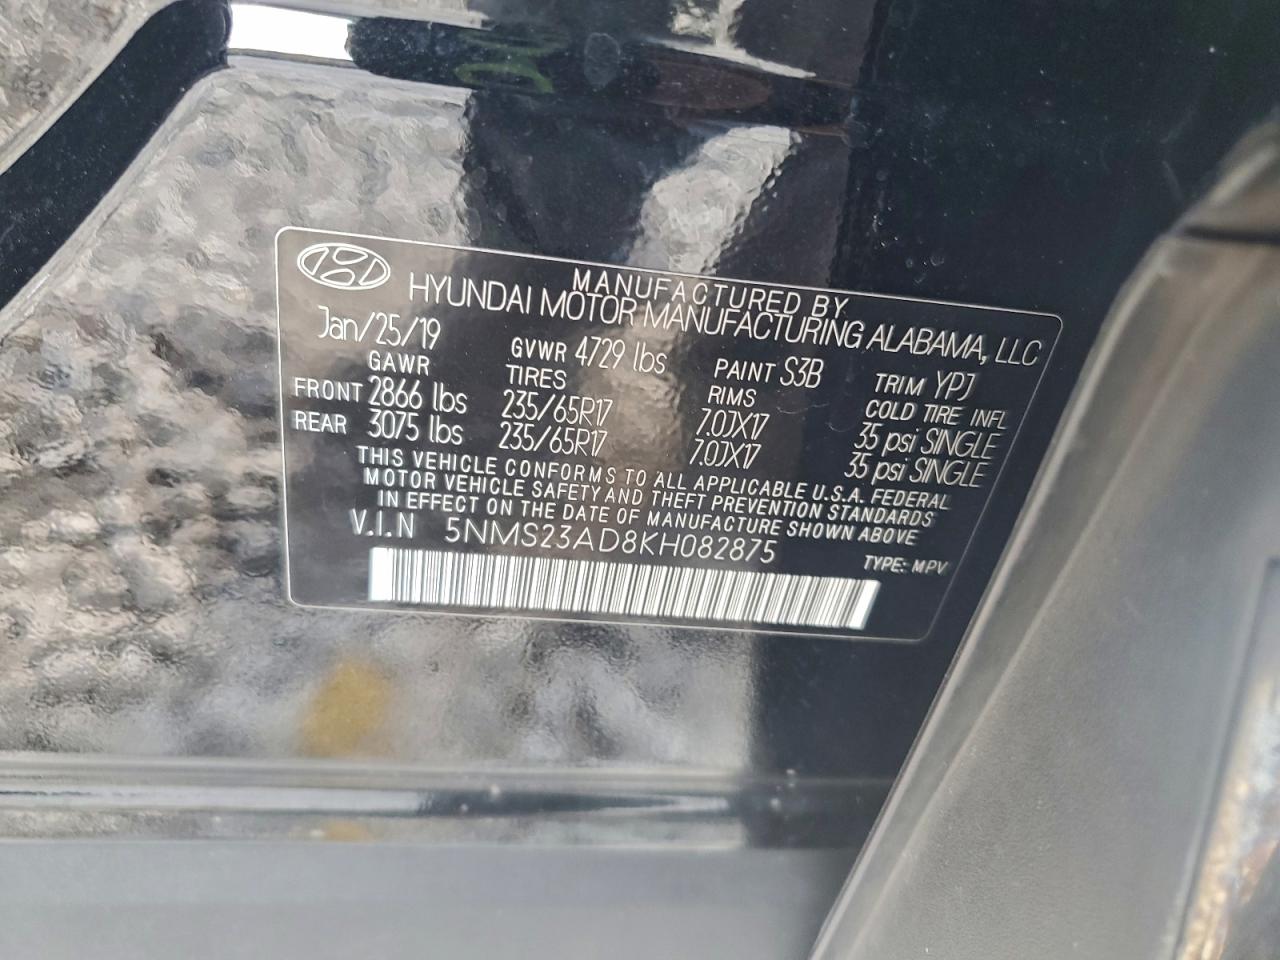 MANUFACTURED BY
HYUNDAI MOTOR MANUFACTURING ALABAMA, LLC
Jan/25/19 GVWR 4729 lbs PAINT S3B TRIM YPJ
GAWR TIRES RIMS COLD TIRE INFL
FRONT 2866 lbs 235/65R17 7.0JX17 35 psi SINGLE
REAR 3075 lbs 235/65R17 7.0JX17 35 psi SINGLE
THIS VEHICLE CONFORMS TO ALL APPLICABLE U.S.A. FEDERAL
MOTOR VEHICLE SAFETY AND THEFT PREVENTION STANDARDS
IN EFFECT ON THE DATE OF MANUFACTURE SHOWN ABOVE
V.I.N 5NMS23AD8KH082875 TYPE: MPV